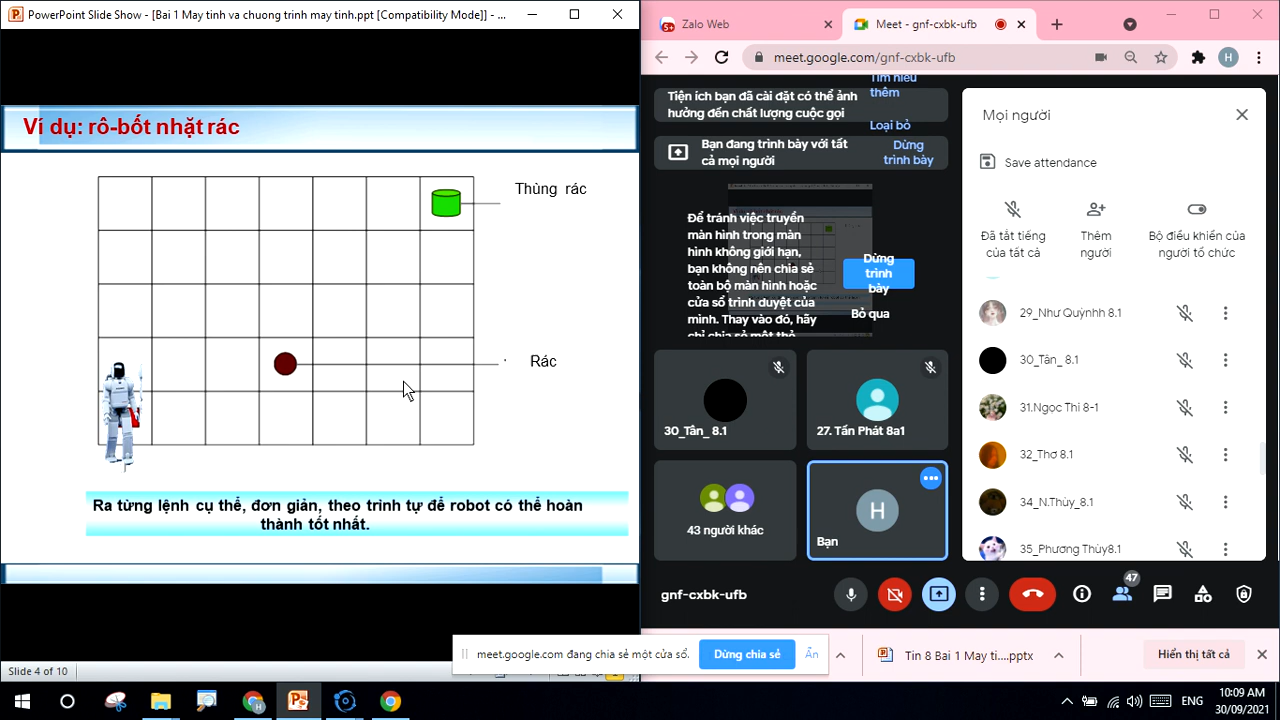 PowerPoint Slide Show - [Bai 1 May tinh va chuong trinh may tinh.ppt [Compatibility Mode]] - ...
Ví dụ: rô-bốt nhặt rác
Thùng rác
Rác
Ra từng lệnh cụ thể, đơn giản, theo trình tự để robot có thể hoàn
thành tốt nhất.
Slide 4 of 10
Zalo Web
Meet - gnf-cxbk-ufb
meet.google.com/gnf-cxbk-ufb
H
Tiện ích bạn đã cài đặt có thể ảnh
hưởng đến chất lượng cuộc gọi
Tìm hiểu
thêm
Loại bỏ
Bạn đang trình bày với tất
cả mọi người
Dừng
trình bày
Để tránh việc truyền
màn hình trong màn
hình không giới hạn,
bạn không nên chia sẻ
toàn bộ màn hình hoặc
cửa sổ trình duyệt của
mình. Thay vào đó, hãy
chỉ chia sẻ một thẻ
Dừng
trình
bày
Bỏ qua
30_Tân_ 8.1
27. Tấn Phát 8a1
43 người khác
H
Bạn
Mọi người
Save attendance
Đã tắt tiếng
của tất cả
Thêm
người
Bộ điều khiển của
người tổ chức
29_Như Quỳnhh 8.1
30_Tân_ 8.1
31.Ngọc Thi 8-1
32_Thơ 8.1
34_N.Thùy_8.1
35_Phương Thùy8.1
gnf-cxbk-ufb
47
meet.google.com đang chia sẻ một cửa sổ.
Dừng chia sẻ
Ẩn
Tin 8 Bai 1 May ti....pptx
Hiển thị tất cả
ENG
10:09 AM
30/09/2021